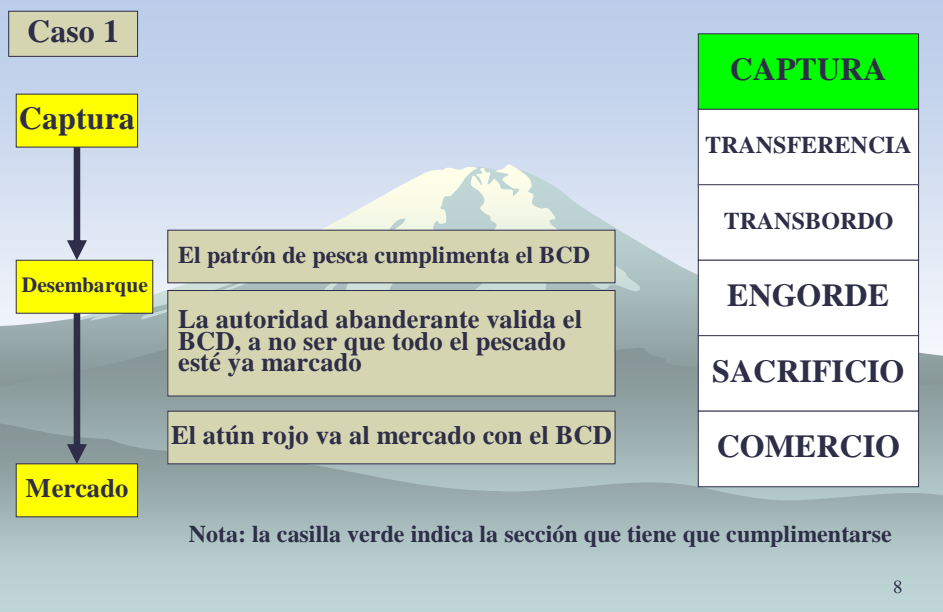 Caso 1
Captura
Desembarque
Mercado
El patrón de pesca cumplimenta el BCD
La autoridad abanderante valida el
BCD, a no ser que todo el pescado
esté ya marcado
El atún rojo va al mercado con el BCD
CAPTURA
TRANSFERENCIA
TRANSBORDO
ENGORDE
SACRIFICIO
COMERCIO
Nota: la casilla verde indica la sección que tiene que cumplimentarse
8